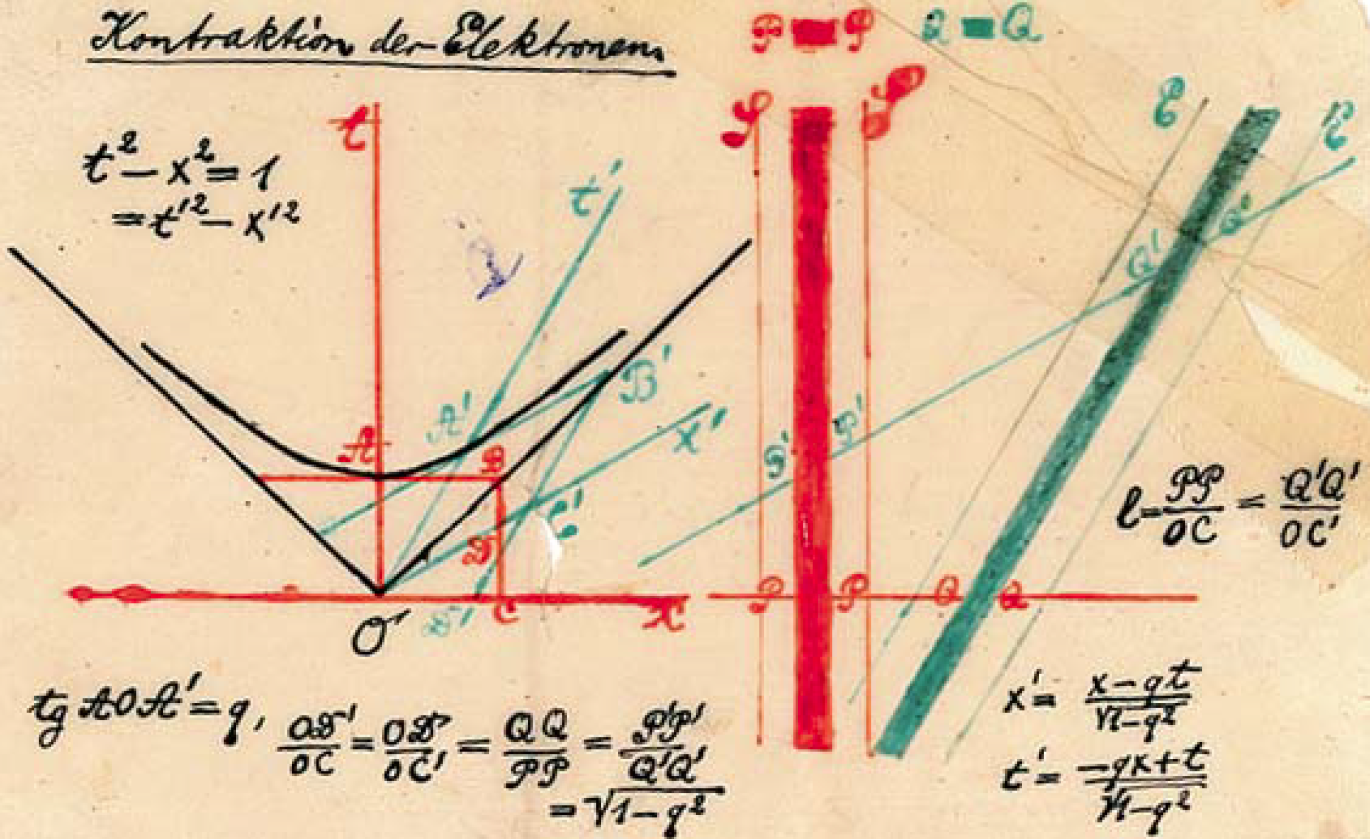 Kontraktion der Elektronen
P P Q Q
t² – x² = 1
= t'² – x'²
t
t'
A
A'
B
B'
x'
C'
D
D'
C
X
O
P' P'
Q' Q'
P P Q Q
l = PP/OC = Q'Q'/OC'
tg AOA' = q, OD'/OC = OD/OC' = QQ/PP = P'P'/Q'Q'
= √1–q²
x' = x–qt/√1–q²
t' = –qx+t/√1–q²